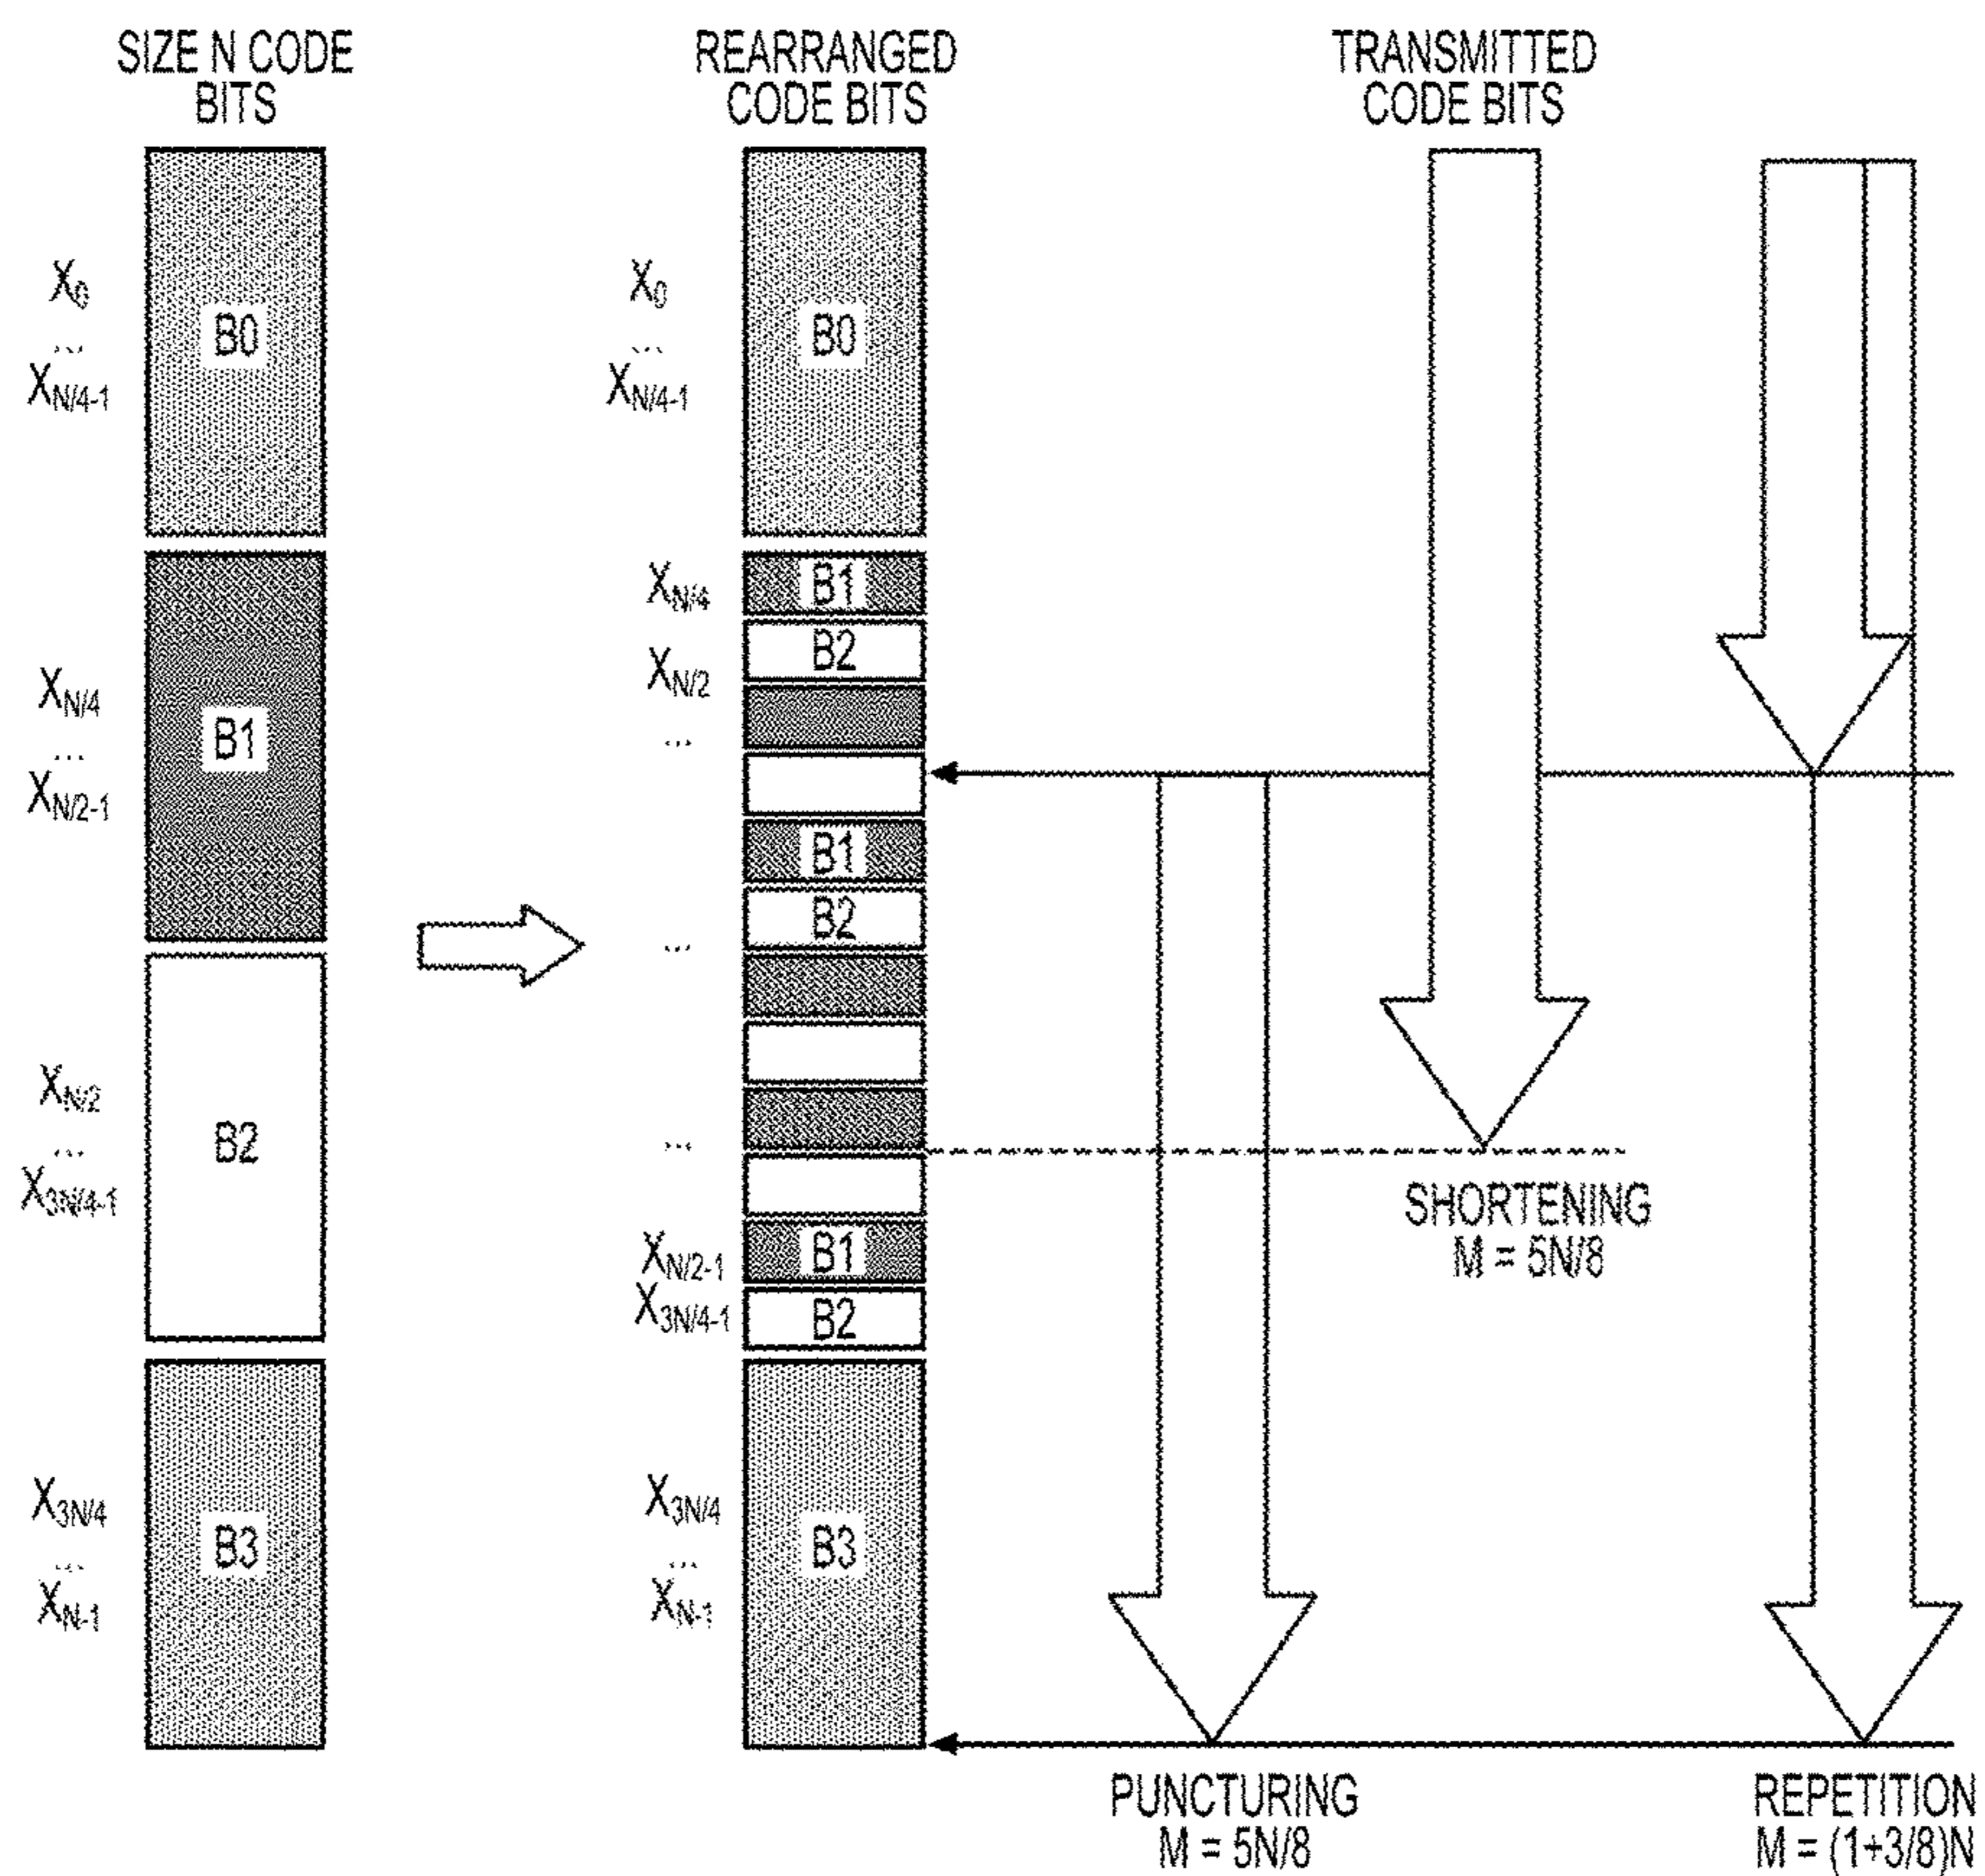 SIZE N CODE
BITS
REARRANGED
CODE BITS
TRANSMITTED
CODE BITS
X0
...
XN/4-1
B0
XN/4
...
XN/2-1
B1
XN/2
...
X3N/4-1
B2
X3N/4
...
XN-1
B3
X0
...
XN/4-1
B0
XN/4
B1
XN/2
B2
...
B1
B2
...
...
XN/2-1
B1
X3N/4-1
B2
X3N/4
...
XN-1
B3
SHORTENING
M = 5N/8
PUNCTURING
M = 5N/8
REPETITION
M = (1+3/8)N